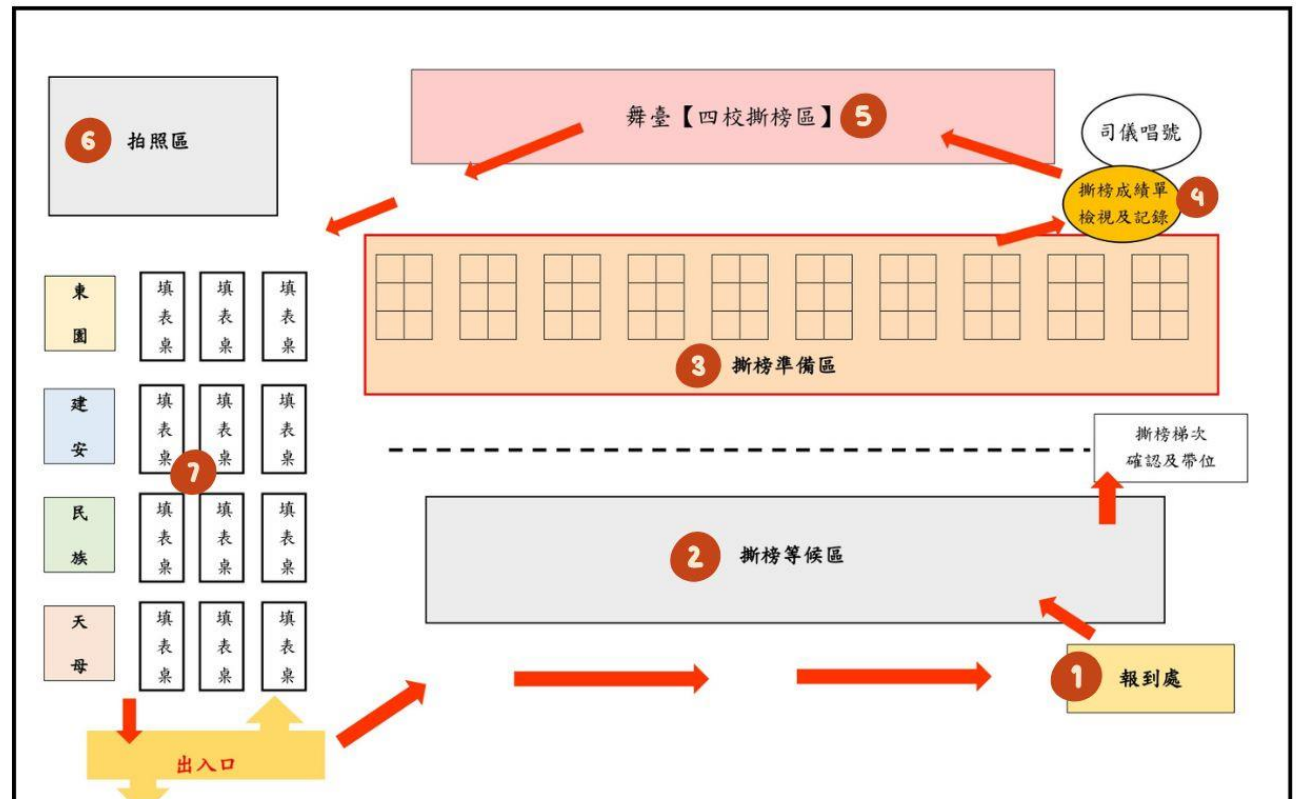 舞臺【四校撕榜區】 5
6 拍照區
司儀唱號
撕榜成績單
檢視及記錄
4
3 撕榜準備區
撕榜梯次
確認及帶位
2 撕榜等候區
1 報到處
東園
填表桌
填表桌
填表桌
建安
填表桌
填表桌
填表桌
7
民族
填表桌
填表桌
填表桌
天母
填表桌
填表桌
填表桌
出入口